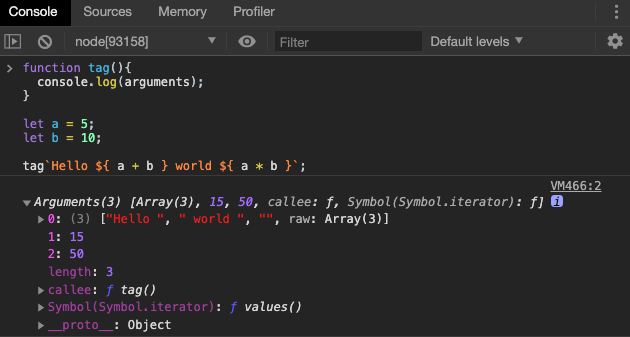 Console Sources Memory Profiler
node[93158] ▼ Filter Default levels ▼
> function tag(){
console.log(arguments);
}
let a = 5;
let b = 10;
tag`Hello ${ a + b } world ${ a * b }`;
VM466:2
▼Arguments(3) [Array(3), 15, 50, callee: ƒ, Symbol(Symbol.iterator): ƒ] i
▶0: (3) ["Hello ", " world ", "", raw: Array(3)]
1: 15
2: 50
length: 3
▶callee: ƒ tag()
▶Symbol(Symbol.iterator): ƒ values()
▶__proto__: Object